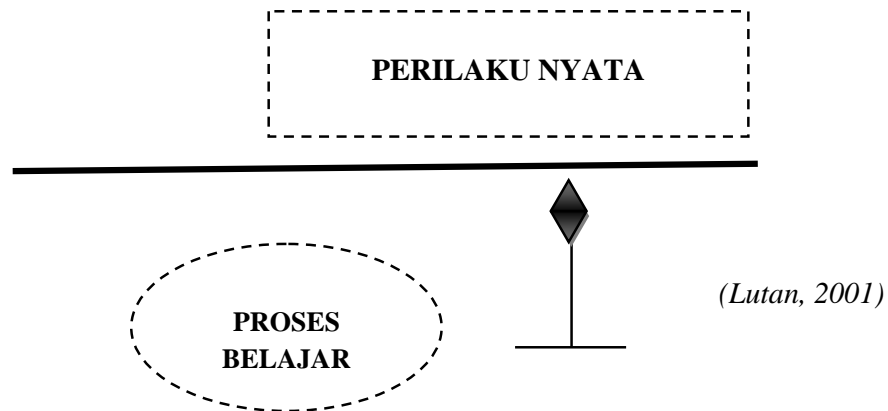 PERILAKU NYATA
(Lutan, 2001)
PROSES
BELAJAR